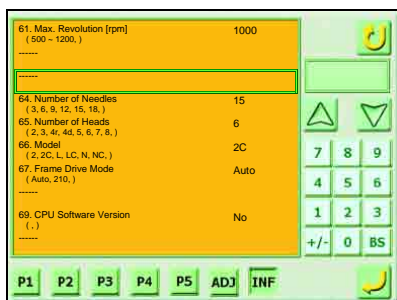 61. Max. Revolution [rpm] 1000
( 500 ~ 1200, )
------
------
64. Number of Needles 15
( 3, 6, 9, 12, 15, 18, )
65. Number of Heads 6
( 2, 3, 4r, 4d, 5, 6, 7, 8, )
66. Model 2C
( 2, 2C, L, LC, N, NC, )
67. Frame Drive Mode Auto
( Auto, 210, )
------
69. CPU Software Version No
( , )
------
7 8 9
4 5 6
1 2 3
+/- 0 BS
P1 P2 P3 P4 P5 ADJ INF